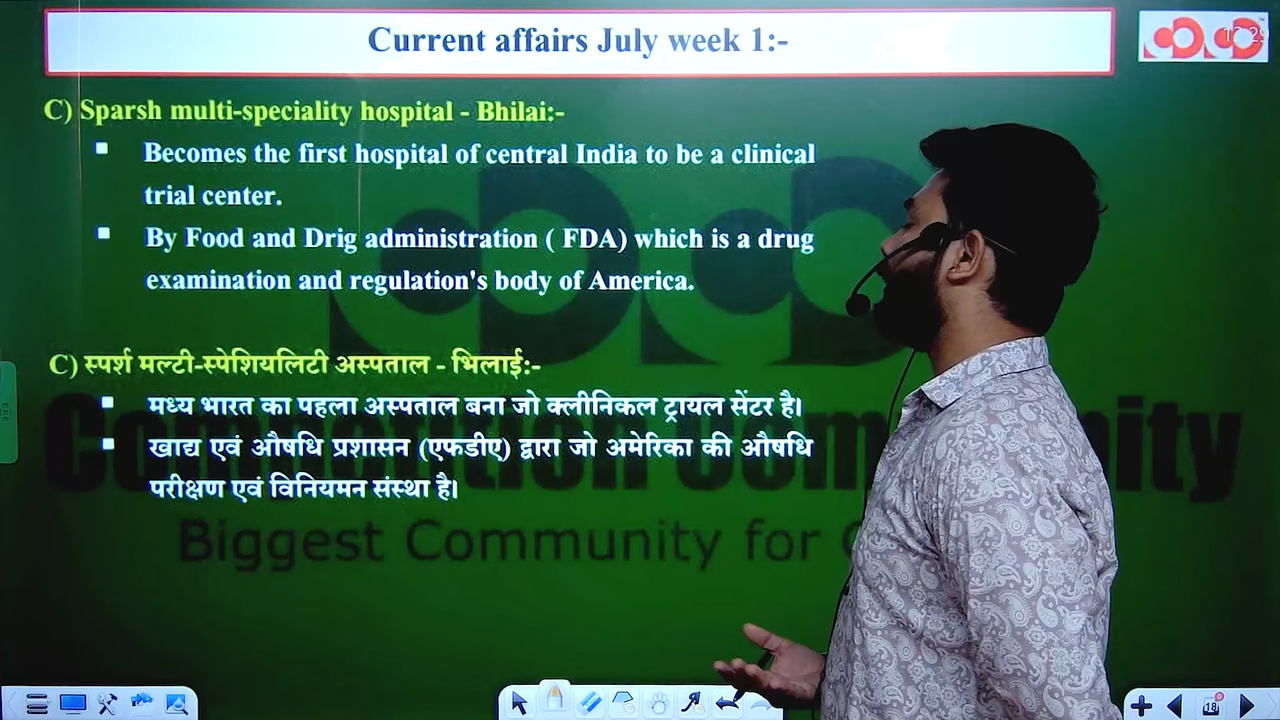 Current affairs July week 1:-
C) Sparsh multi-speciality hospital - Bhilai:-
Becomes the first hospital of central India to be a clinical
trial center.
By Food and Drig administration ( FDA) which is a drug
examination and regulation's body of America.
C) स्पर्श मल्टी-स्पेशियलिटी अस्पताल - भिलाई:-
मध्य भारत का पहला अस्पताल बना जो क्लीनिकल ट्रायल सेंटर है।
खाद्य एवं औषधि प्रशासन (एफडीए) द्वारा जो अमेरिका की औषधि
परीक्षण एवं विनियमन संस्था है।
Biggest Community for
18